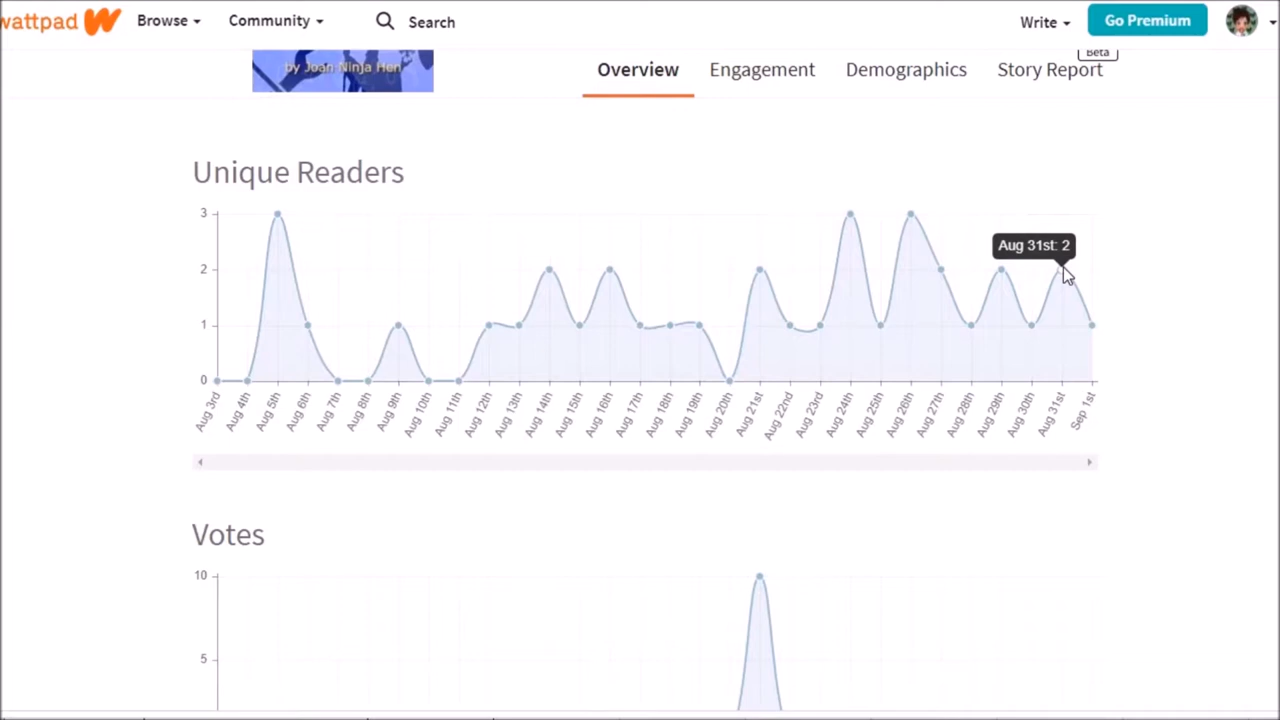 wattpad Browse Community Search Write Go Premium
Beta
by Joan Ninja Hen
Overview Engagement Demographics Story Report
Unique Readers
3
2
1
0
Aug 31st: 2
Aug 3rd Aug 4th Aug 5th Aug 6th Aug 7th Aug 8th Aug 9th Aug 10th Aug 11th Aug 12th Aug 13th Aug 14th Aug 15th Aug 16th Aug 17th Aug 18th Aug 19th Aug 20th Aug 21st Aug 22nd Aug 23rd Aug 24th Aug 25th Aug 26th Aug 27th Aug 28th Aug 29th Aug 30th Aug 31st Sep 1st
Votes
10
5